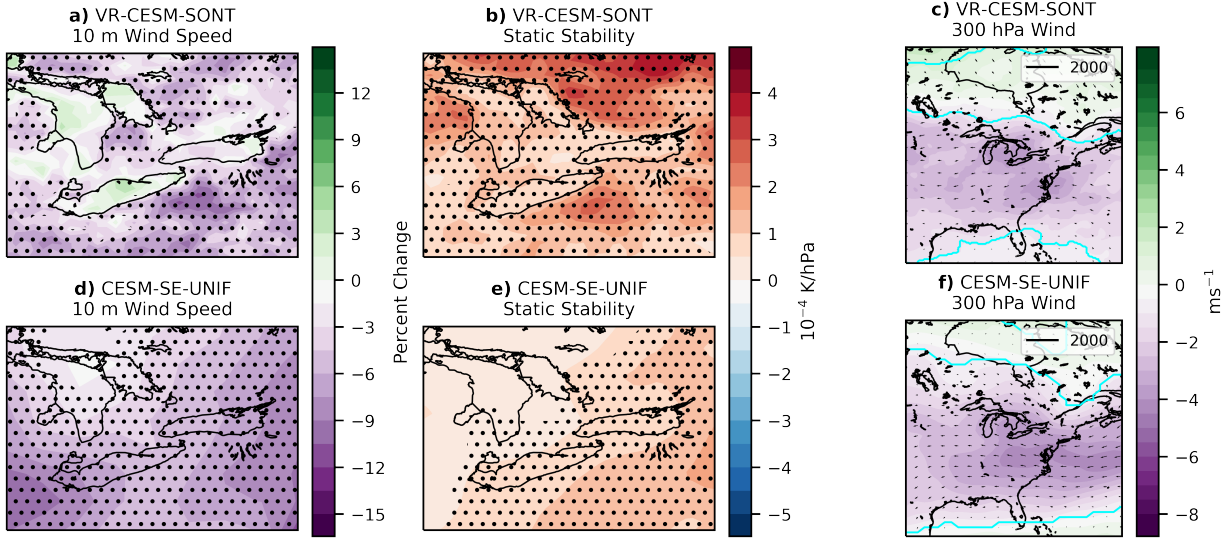 a) VR-CESM-SONT
10 m Wind Speed
b) VR-CESM-SONT
Static Stability
c) VR-CESM-SONT
300 hPa Wind
12
9
6
3
0
−3
−6
−9
−12
−15
Percent Change
4
3
2
1
0
−1
−2
−3
−4
−5
10⁻⁴ K/hPa
2000
6
4
2
0
−2
−4
−6
−8
ms⁻¹
d) CESM-SE-UNIF
10 m Wind Speed
e) CESM-SE-UNIF
Static Stability
f) CESM-SE-UNIF
300 hPa Wind
2000